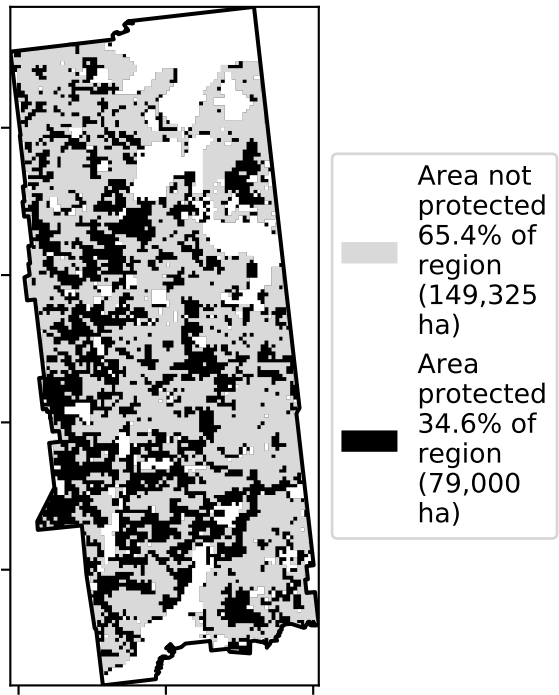 Area not
protected
65.4% of
region
(149,325
ha)
Area
protected
34.6% of
region
(79,000
ha)